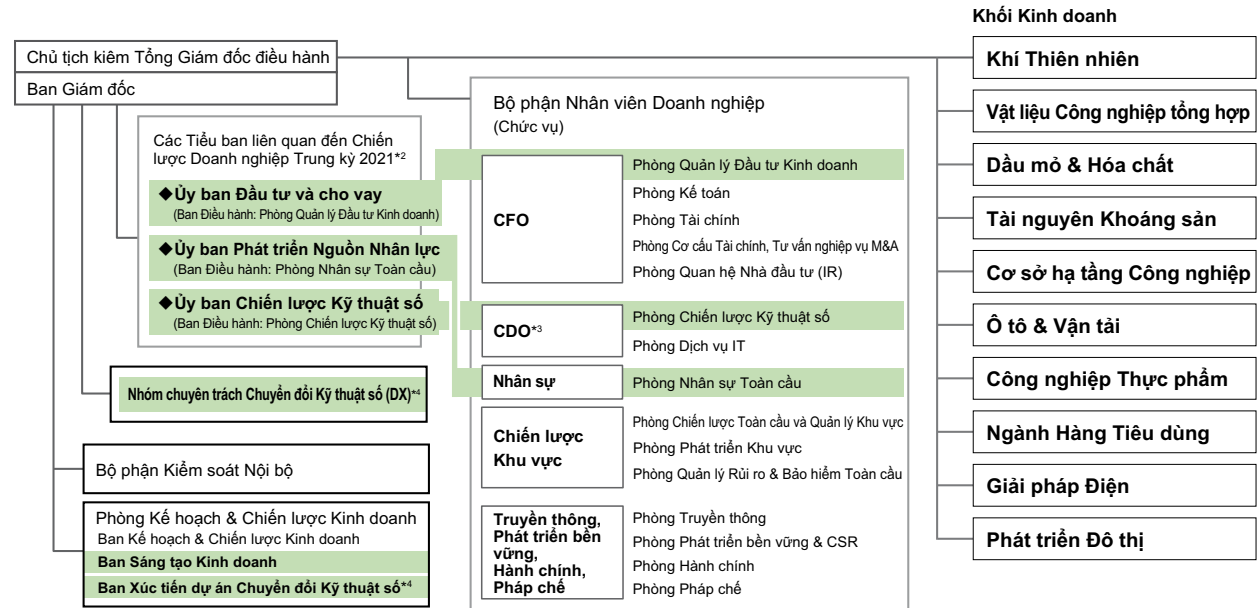 Chủ tịch kiêm Tổng Giám đốc điều hành
Ban Giám đốc
Các Tiểu ban liên quan đến Chiến
lược Doanh nghiệp Trung kỳ 2021*2
◆Ủy ban Đầu tư và cho vay
(Ban Điều hành: Phòng Quản lý Đầu tư Kinh doanh)
◆Ủy ban Phát triển Nguồn Nhân lực
(Ban Điều hành: Phòng Nhân sự Toàn cầu)
◆Ủy ban Chiến lược Kỹ thuật số
(Ban Điều hành: Phòng Chiến lược Kỹ thuật số)
Nhóm chuyên trách Chuyển đổi Kỹ thuật số (DX)*4
Bộ phận Kiểm soát Nội bộ
Phòng Kế hoạch & Chiến lược Kinh doanh
Ban Kế hoạch & Chiến lược Kinh doanh
Ban Sáng tạo Kinh doanh
Ban Xúc tiến dự án Chuyển đổi Kỹ thuật số*4
Bộ phận Nhân viên Doanh nghiệp
(Chức vụ)
CFO
Phòng Quản lý Đầu tư Kinh doanh
Phòng Kế toán
Phòng Tài chính
Phòng Cơ cấu Tài chính, Tư vấn nghiệp vụ M&A
Phòng Quan hệ Nhà đầu tư (IR)
CDO*3
Phòng Chiến lược Kỹ thuật số
Phòng Dịch vụ IT
Nhân sự
Phòng Nhân sự Toàn cầu
Chiến lược
Khu vực
Phòng Chiến lược Toàn cầu và Quản lý Khu vực
Phòng Phát triển Khu vực
Phòng Quản lý Rủi ro & Bảo hiểm Toàn cầu
Truyền thông,
Phát triển bền
vững,
Hành chính,
Pháp chế
Phòng Truyền thông
Phòng Phát triển bền vững & CSR
Phòng Hành chính
Phòng Pháp chế
Khối Kinh doanh
Khí Thiên nhiên
Vật liệu Công nghiệp tổng hợp
Dầu mỏ & Hóa chất
Tài nguyên Khoáng sản
Cơ sở hạ tầng Công nghiệp
Ô tô & Vận tải
Công nghiệp Thực phẩm
Ngành Hàng Tiêu dùng
Giải pháp Điện
Phát triển Đô thị